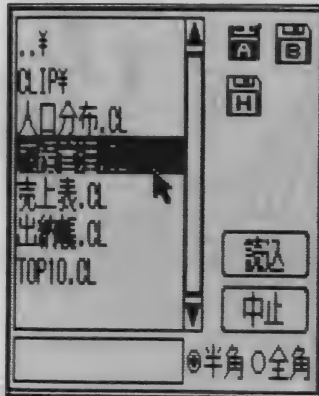 ..¥
CLIP¥
人口分布.CL
売上表.CL
出納帳.CL
TOP10.CL
A
B
H
読込
中止
◉半角○全角